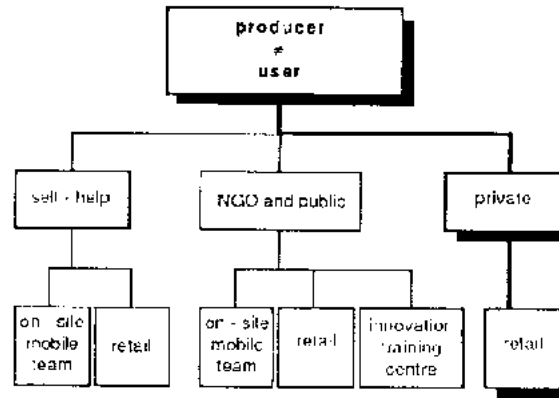 producer
≠
user
self - help
NGO and public
private
on - site
mobile
team
retail
on - site
mobile
team
retail
innovation
training
centre
retail